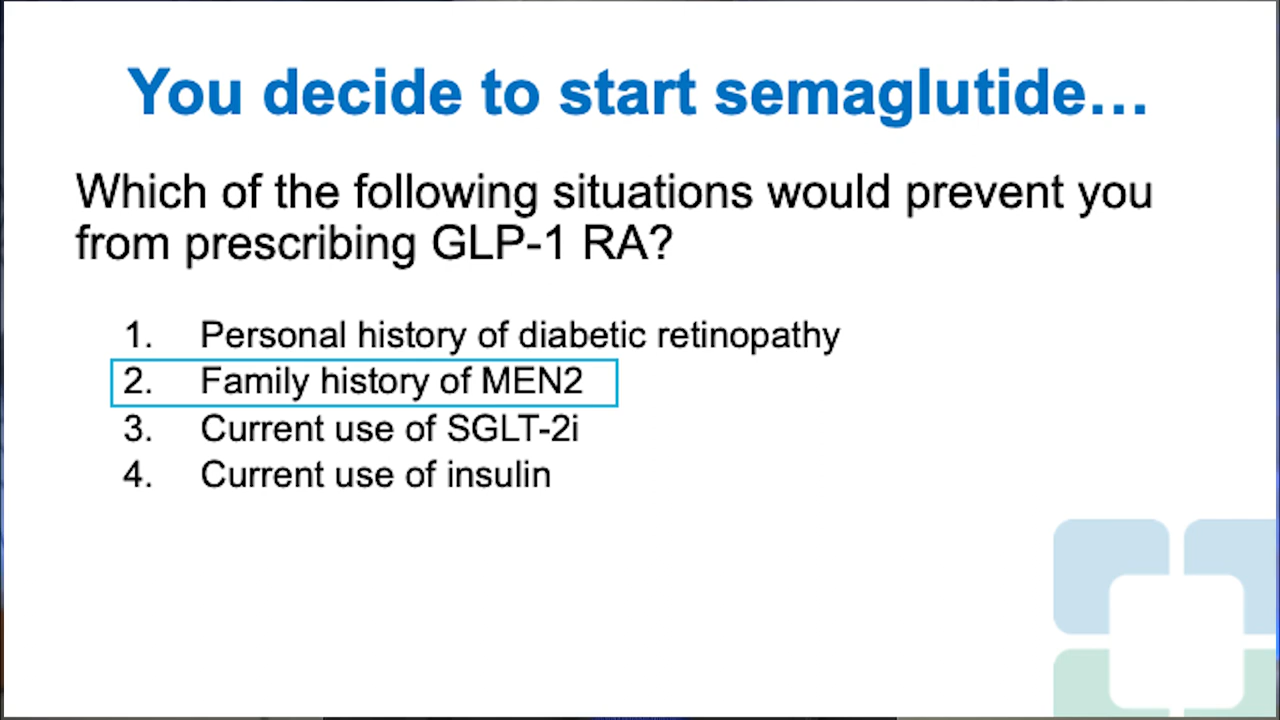 You decide to start semaglutide…
Which of the following situations would prevent you
from prescribing GLP-1 RA?
1. Personal history of diabetic retinopathy
2. Family history of MEN2
3. Current use of SGLT-2i
4. Current use of insulin